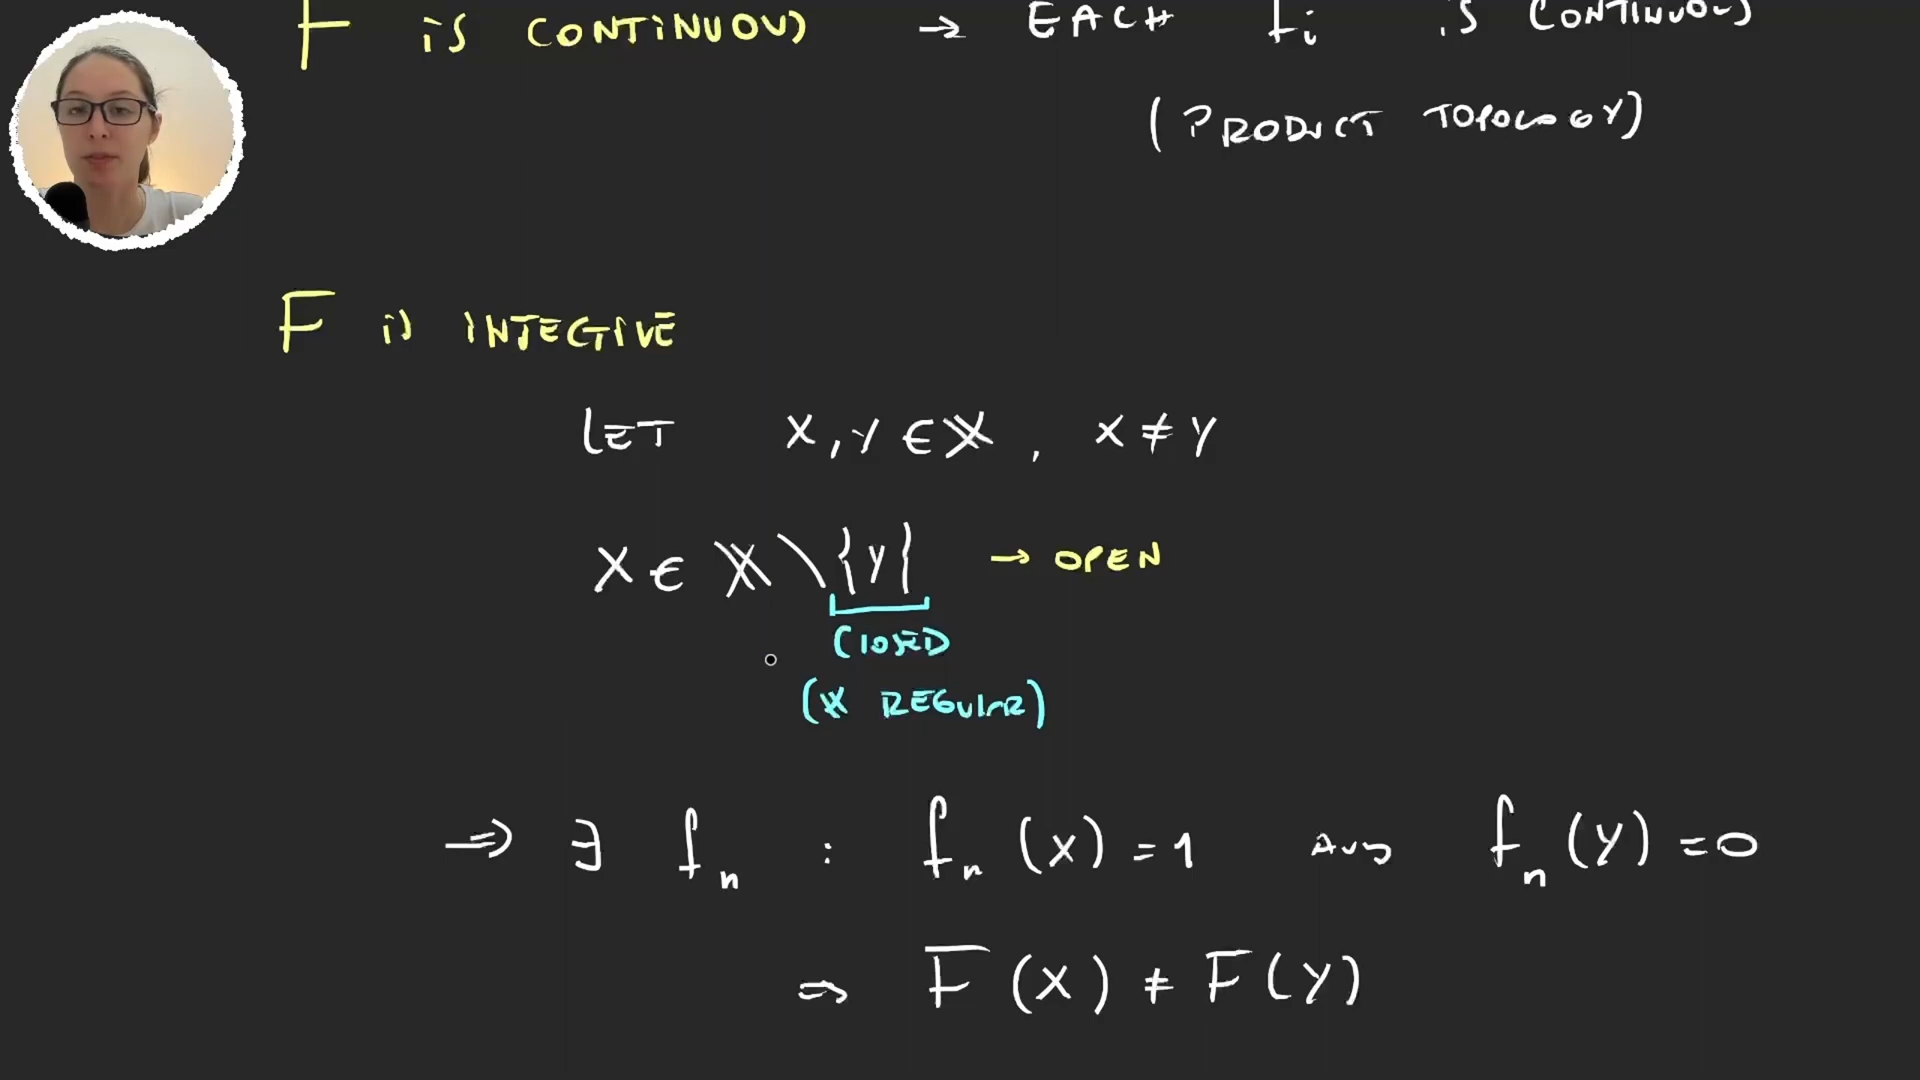 F iS CONTINUOUS → EACH fi iS CONTINUOUS
(PRODUCT TOPOLOGY)
F is INJECTIVE
LET X, Y ∈ 𝕏, X ≠ Y
X ∈ 𝕏 \ {Y} → OPEN
CLOSED
(𝕏 REGULAR)
⇒ ∃ fn : fn (X) = 1 AND fn (Y) = 0
⇒ F (X) ≠ F (Y)